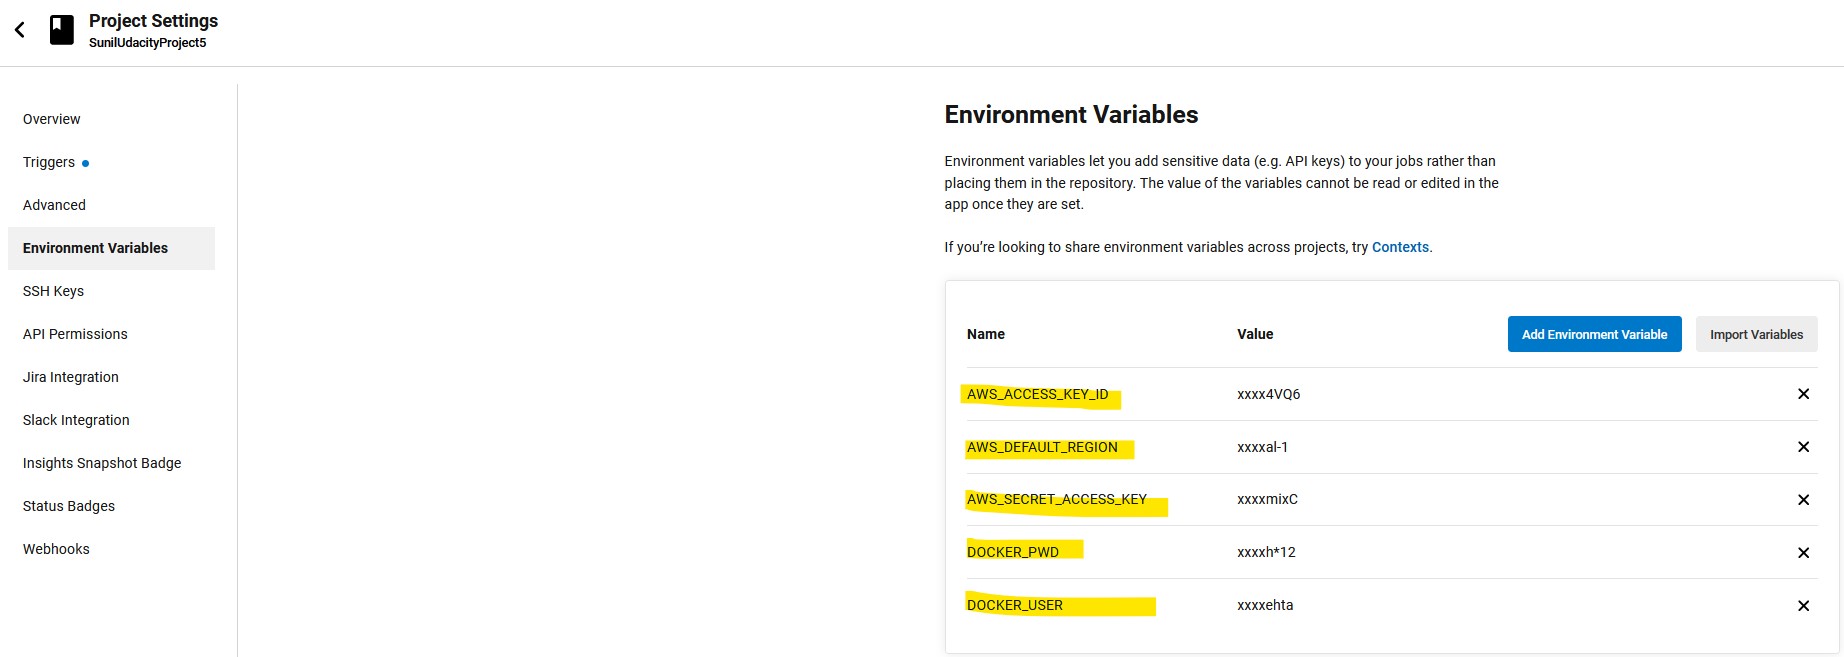 Project Settings
SunilUdacityProject5
Overview
Triggers
Advanced
Environment Variables
SSH Keys
API Permissions
Jira Integration
Slack Integration
Insights Snapshot Badge
Status Badges
Webhooks
Environment Variables
Environment variables let you add sensitive data (e.g. API keys) to your jobs rather than
placing them in the repository. The value of the variables cannot be read or edited in the
app once they are set.
If you’re looking to share environment variables across projects, try Contexts.
Name Value Add Environment Variable Import Variables
AWS_ACCESS_KEY_ID xxxx4VQ6
AWS_DEFAULT_REGION xxxxal-1
AWS_SECRET_ACCESS_KEY xxxxmixC
DOCKER_PWD xxxxh*12
DOCKER_USER xxxxehta